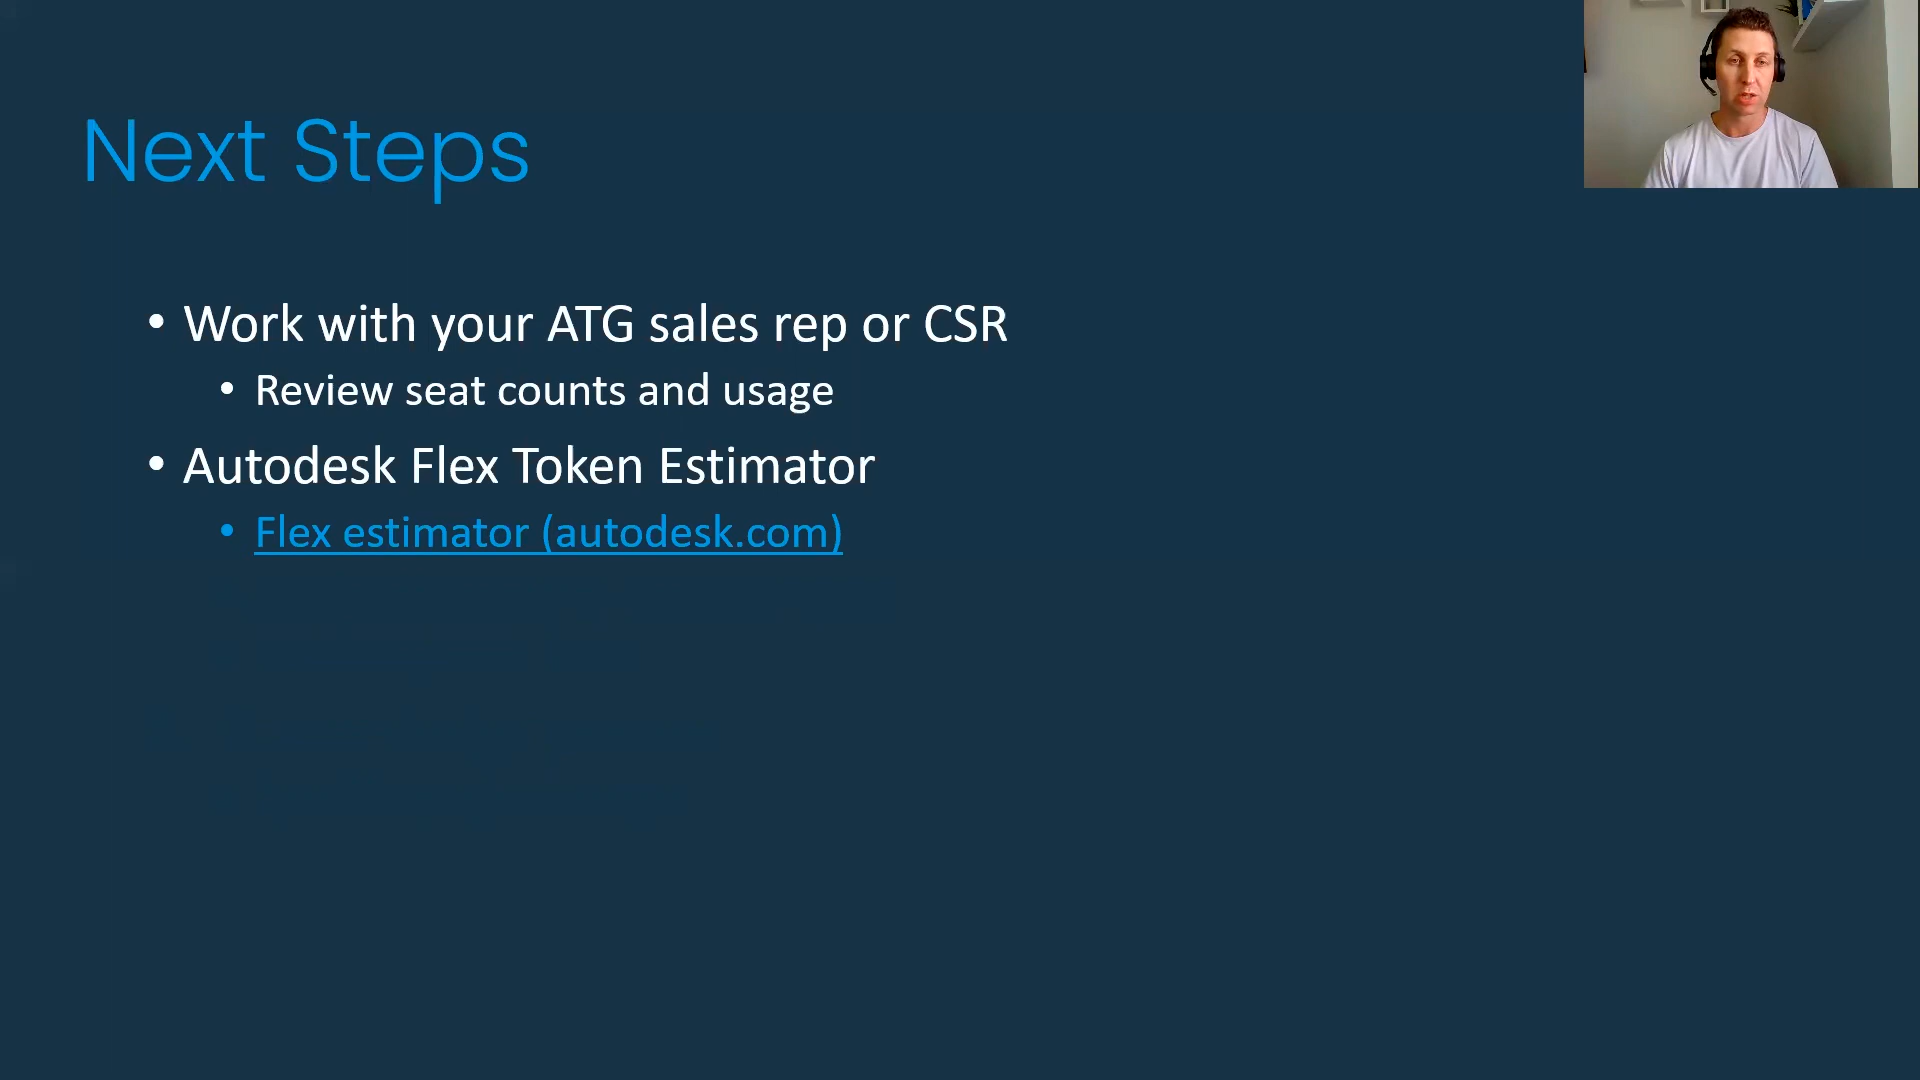 Next Steps
• Work with your ATG sales rep or CSR
• Review seat counts and usage
• Autodesk Flex Token Estimator
• Flex estimator (autodesk.com)